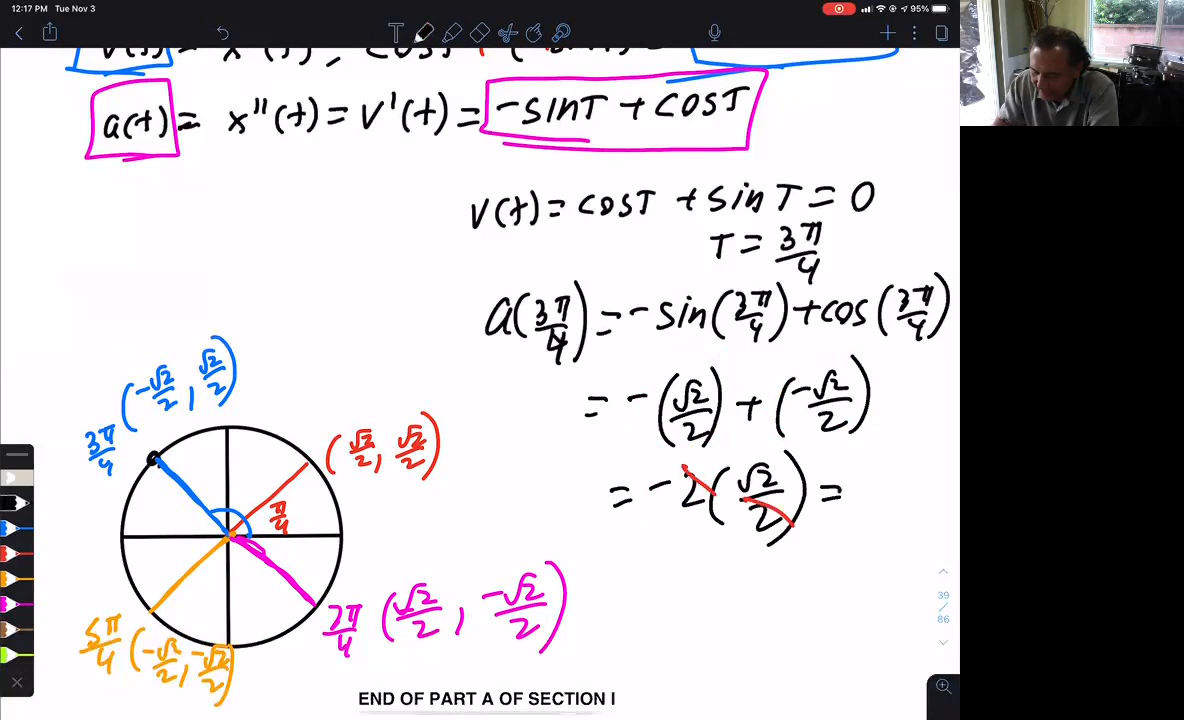 12:17 PM Tue Nov 3
95%
a(t) = x''(t) = v'(t) = -sinT + cosT
v(t) = cosT + sinT = 0
T = 3π/4
a(3π/4) = -sin(3π/4) + cos(3π/4)
= -(√2/2) + (-√2/2)
= -2(√2/2) =
3π/4 (-√2/2, √2/2)
(√2/2, √2/2)
π/4
7π/4 (√2/2, -√2/2)
5π/4 (-√2/2, -√2/2)
39
/
86
END OF PART A OF SECTION I